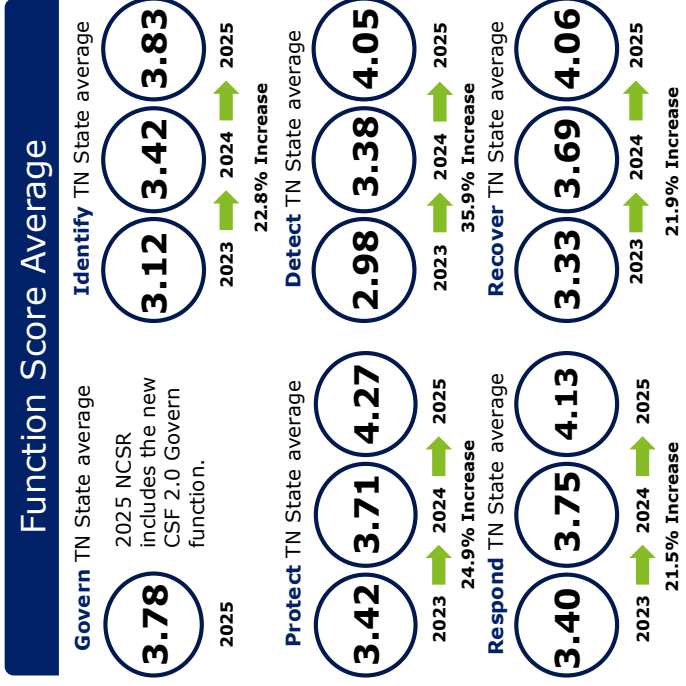 Function Score Average
Govern TN State average
3.78
2025
2025 NCSR
includes the new
CSF 2.0 Govern
function.
Identify TN State average
3.12 3.42 3.83
2023 2024 2025
22.8% Increase
Protect TN State average
3.42 3.71 4.27
2023 2024 2025
24.9% Increase
Detect TN State average
2.98 3.38 4.05
2023 2024 2025
35.9% Increase
Respond TN State average
3.40 3.75 4.13
2023 2024 2025
21.5% Increase
Recover TN State average
3.33 3.69 4.06
2023 2024 2025
21.9% Increase